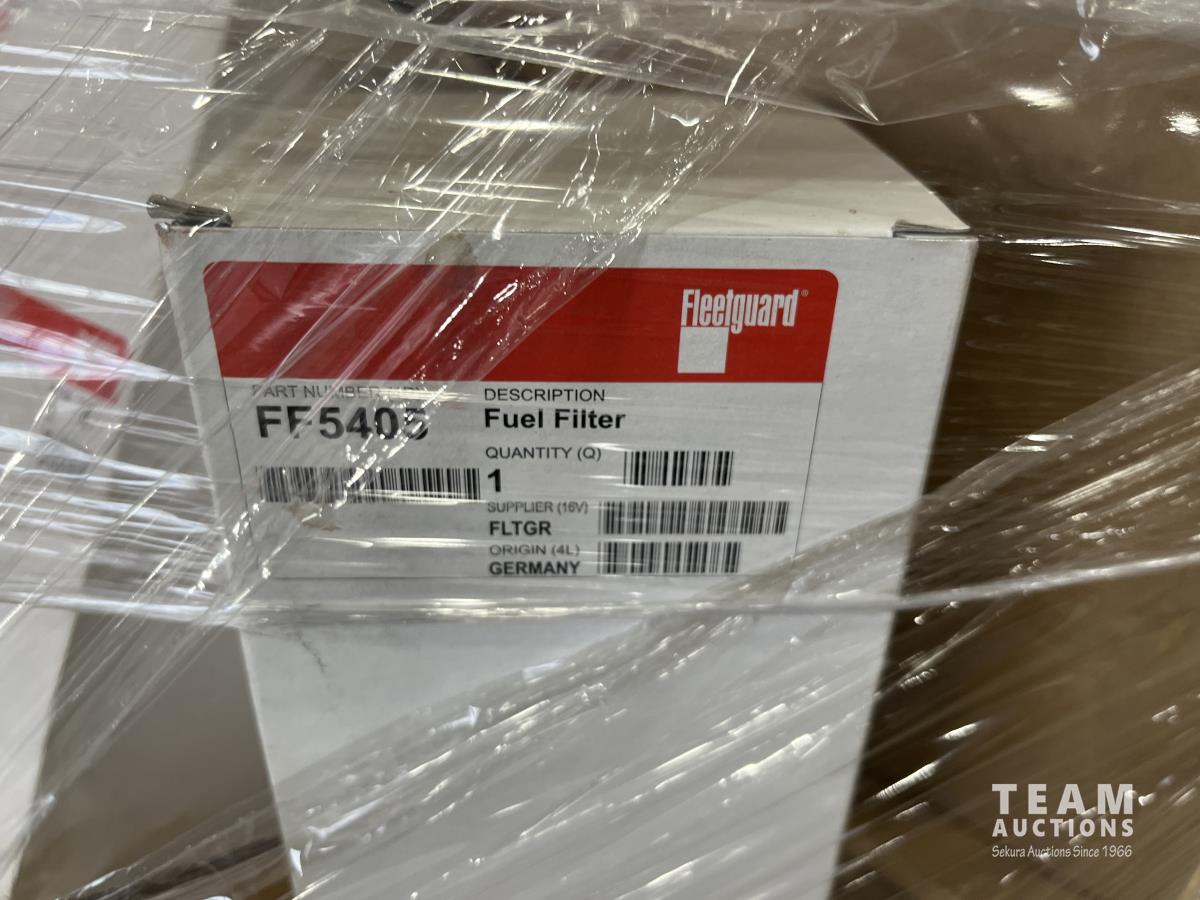 Fleetguard®
PART NUMBER
FF5405
DESCRIPTION
Fuel Filter
QUANTITY (Q)
1
SUPPLIER (16V)
FLTGR
ORIGIN (4L)
GERMANY
TEAM
AUCTIONS
Sekura Auctions Since 1966